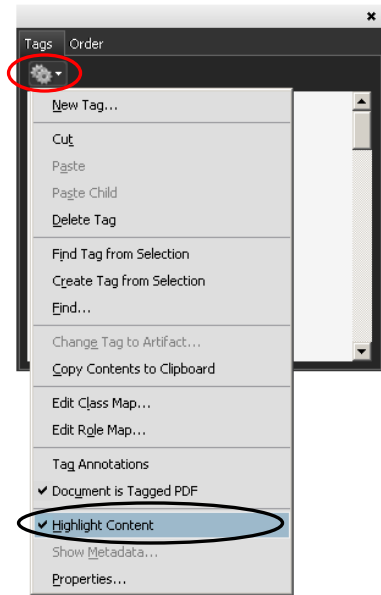 Tags Order
New Tag...
Cut
Paste
Paste Child
Delete Tag
Find Tag from Selection
Create Tag from Selection
Find...
Change Tag to Artifact...
Copy Contents to Clipboard
Edit Class Map...
Edit Role Map...
Tag Annotations
Document is Tagged PDF
Highlight Content
Show Metadata...
Properties...